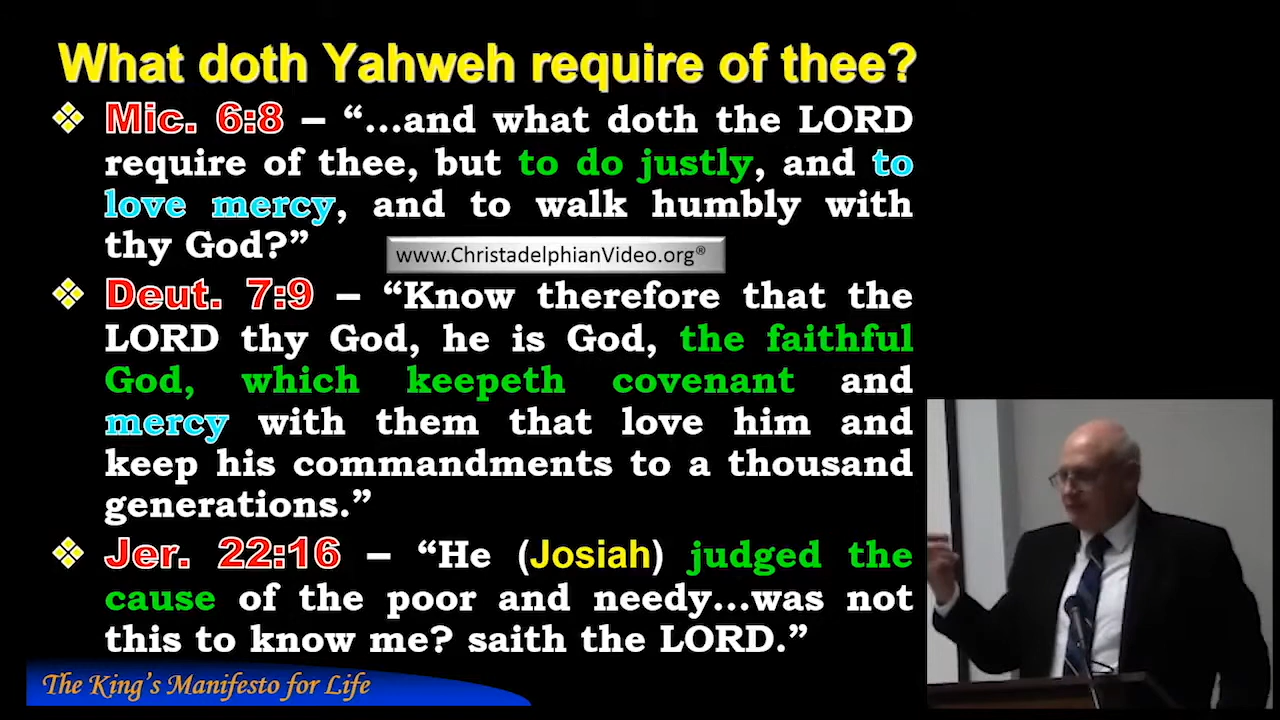 What doth Yahweh require of thee?
Mic. 6:8 – “...and what doth the LORD
require of thee, but to do justly, and to
love mercy, and to walk humbly with
thy God?”
www.ChristadelphianVideo.org®
Deut. 7:9 – “Know therefore that the
LORD thy God, he is God, the faithful
God, which keepeth covenant and
mercy with them that love him and
keep his commandments to a thousand
generations.”
Jer. 22:16 – “He (Josiah) judged the
cause of the poor and needy...was not
this to know me? saith the LORD.”
The King's Manifesto for Life